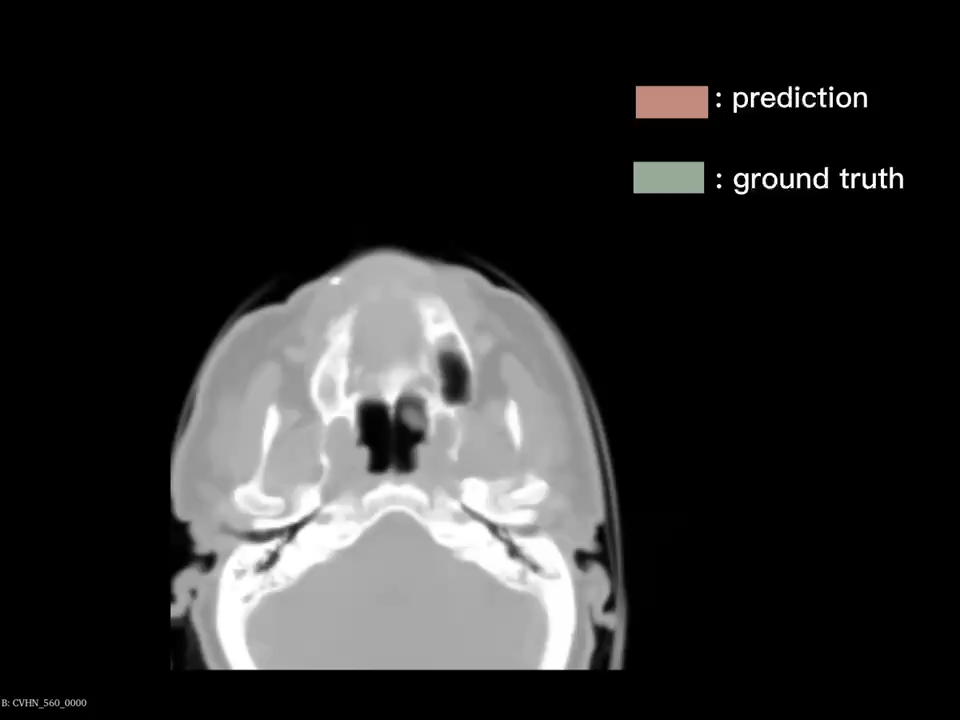 : prediction
: ground truth
B: CVHN_560_0000